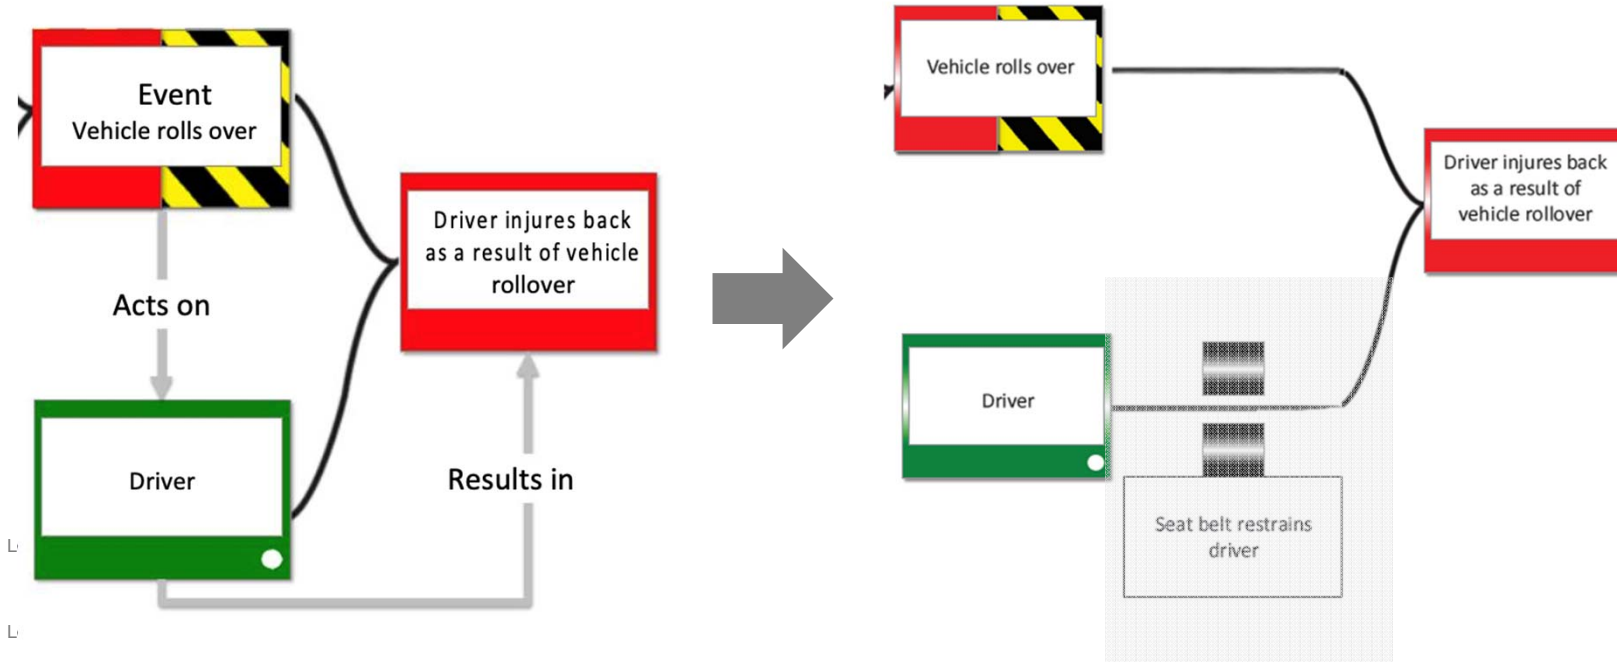 Event
Vehicle rolls over
Acts on
Driver
Driver injures back
as a result of vehicle
rollover
Results in
Vehicle rolls over
Driver injures back
as a result of
vehicle rollover
Driver
Seat belt restrains
driver